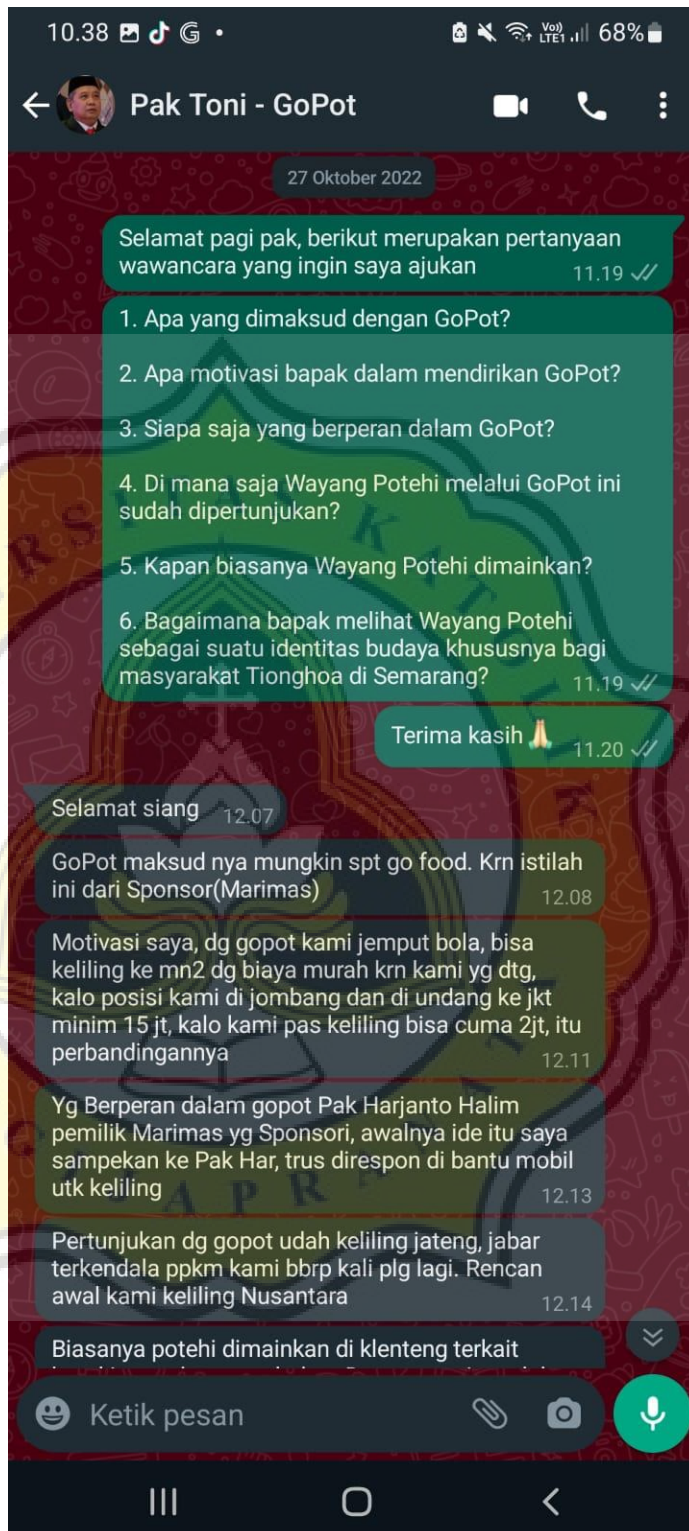 10.38
68%
Pak Toni - GoPot
27 Oktober 2022
Selamat pagi pak, berikut merupakan pertanyaan
wawancara yang ingin saya ajukan
11.19
1. Apa yang dimaksud dengan GoPot?
2. Apa motivasi bapak dalam mendirikan GoPot?
3. Siapa saja yang berperan dalam GoPot?
4. Di mana saja Wayang Potehi melalui GoPot ini
sudah dipertunjukan?
5. Kapan biasanya Wayang Potehi dimainkan?
6. Bagaimana bapak melihat Wayang Potehi
sebagai suatu identitas budaya khususnya bagi
masyarakat Tionghoa di Semarang?
11.19
Terima kasih🙏
11.20
Selamat siang
12.07
GoPot maksud nya mungkin spt go food. Krn istilah
ini dari Sponsor(Marimas)
12.08
Motivasi saya, dg gopot kami jemput bola, bisa
keliling ke mn2 dg biaya murah krn kami yg dtg,
kalo posisi kami di jombang dan di undang ke jkt
minim 15 jt, kalo kami pas keliling bisa cuma 2jt, itu
perbandingannya
12.11
Yg Berperan dalam gopot Pak Harjanto Halim
pemilik Marimas yg Sponsori, awalnya ide itu saya
sampekan ke Pak Har, trus direspon di bantu mobil
utk keliling
12.13
Pertunjukan dg gopot udah keliling jateng, jabar
terkendala ppkm kami bbrp kali plg lagi. Rencan
awal kami keliling Nusantara
12.14
Biasanya potehi dimainkan di klenteng terkait
Ketik pesan